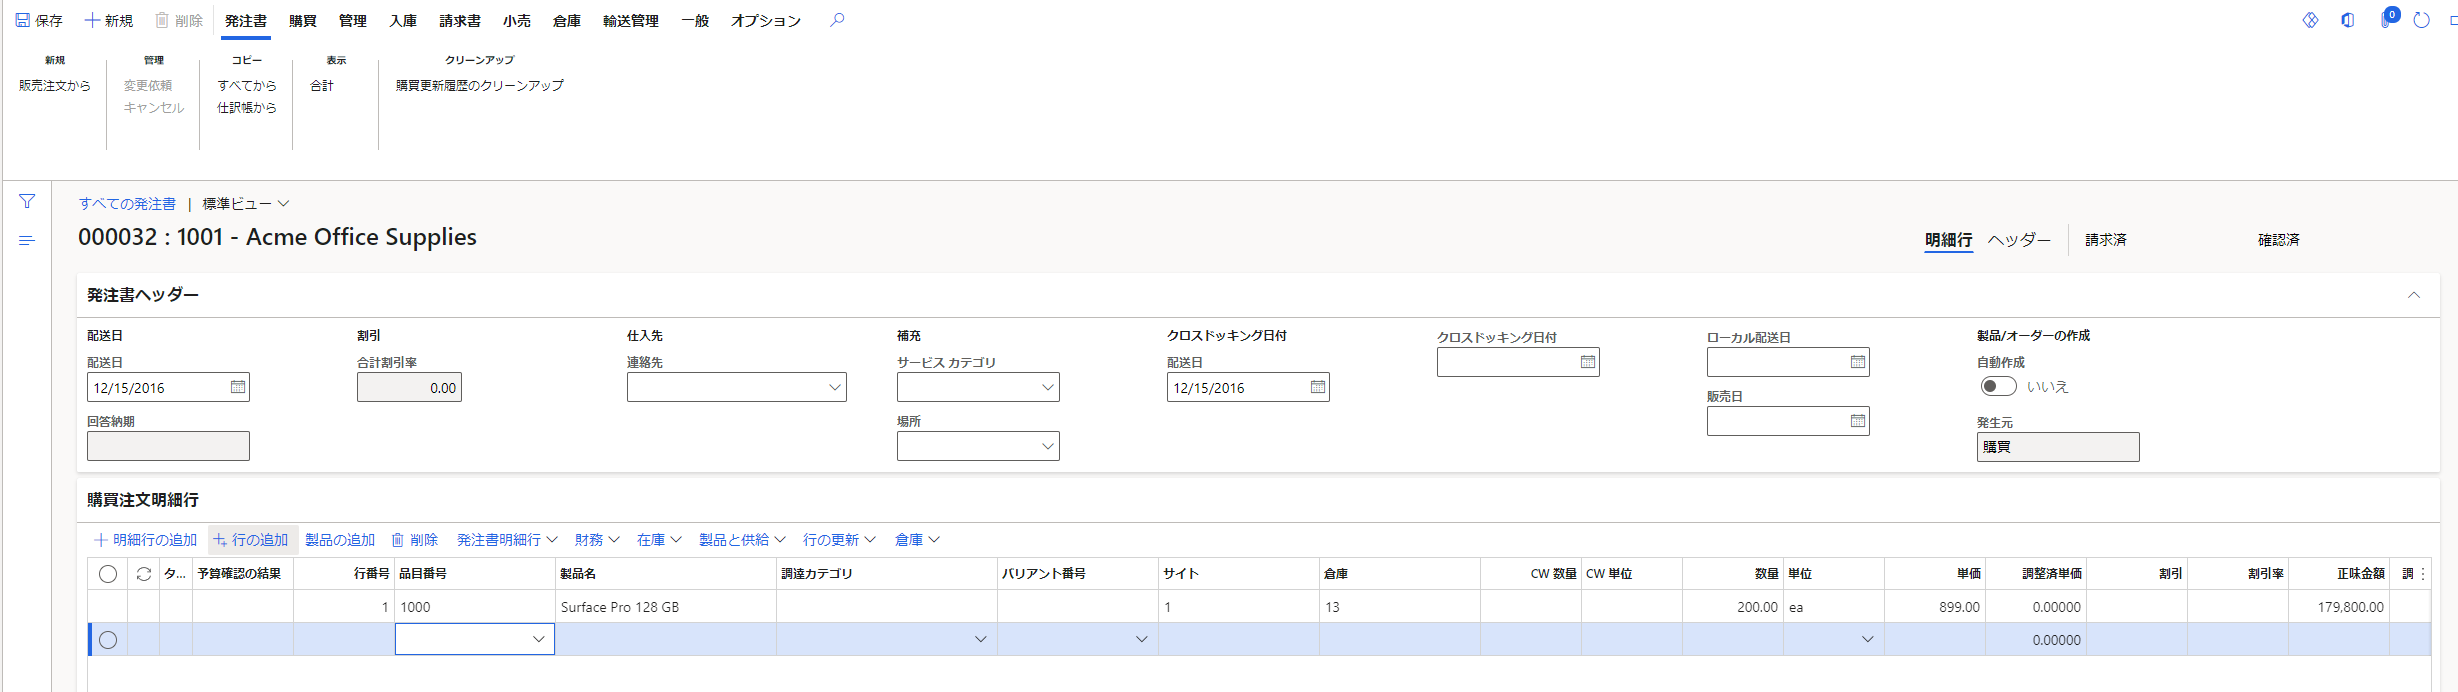 保存 新規 削除 発注書 購買 管理 入庫 請求書 小売 倉庫 輸送管理 一般 オプション 0
新規 管理 コピー 表示 クリーンアップ
販売注文から 変更依頼 すべてから 合計 購買更新履歴のクリーンアップ
キャンセル 仕訳帳から
すべての発注書 | 標準ビュー
000032 : 1001 - Acme Office Supplies
明細行 ヘッダー 請求済 確認済
発注書ヘッダー
配送日 割引 仕入先 補充 クロスドッキング日付 クロスドッキング日付 ローカル配送日 製品/オーダーの作成
配送日 合計割引率 連絡先 サービス カテゴリ 配送日 自動作成
12/15/2016 0.00 12/15/2016 いいえ
販売日
回答納期 場所 発生元
購買
購買注文明細行
明細行の追加 行の追加 製品の追加 削除 発注書明細行 財務 在庫 製品と供給 行の更新 倉庫
タ... 予算確認の結果 行番号 品目番号 製品名 調達カテゴリ バリアント番号 サイト 倉庫 CW 数量 CW 単位 数量 単位 単価 調整済単価 割引 割引率 正味金額 調
1 1000 Surface Pro 128 GB 1 13 200.00 ea 899.00 0.00000 179,800.00
0.00000